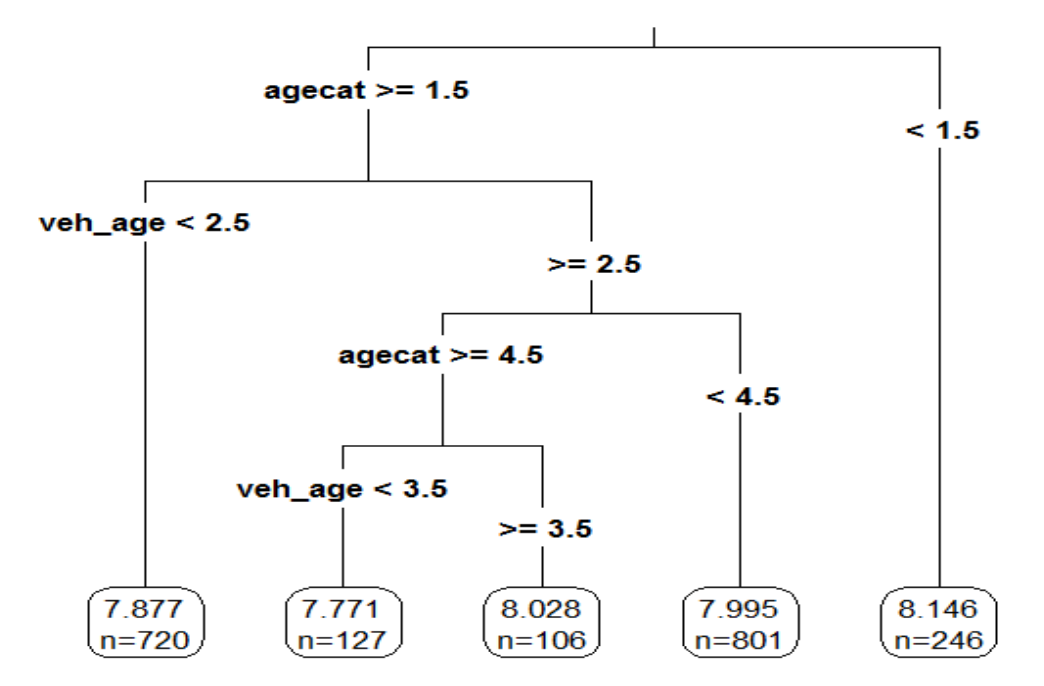 agecat >= 1.5
< 1.5
veh_age < 2.5
>= 2.5
agecat >= 4.5
< 4.5
veh_age < 3.5
>= 3.5
7.877
n=720
7.771
n=127
8.028
n=106
7.995
n=801
8.146
n=246